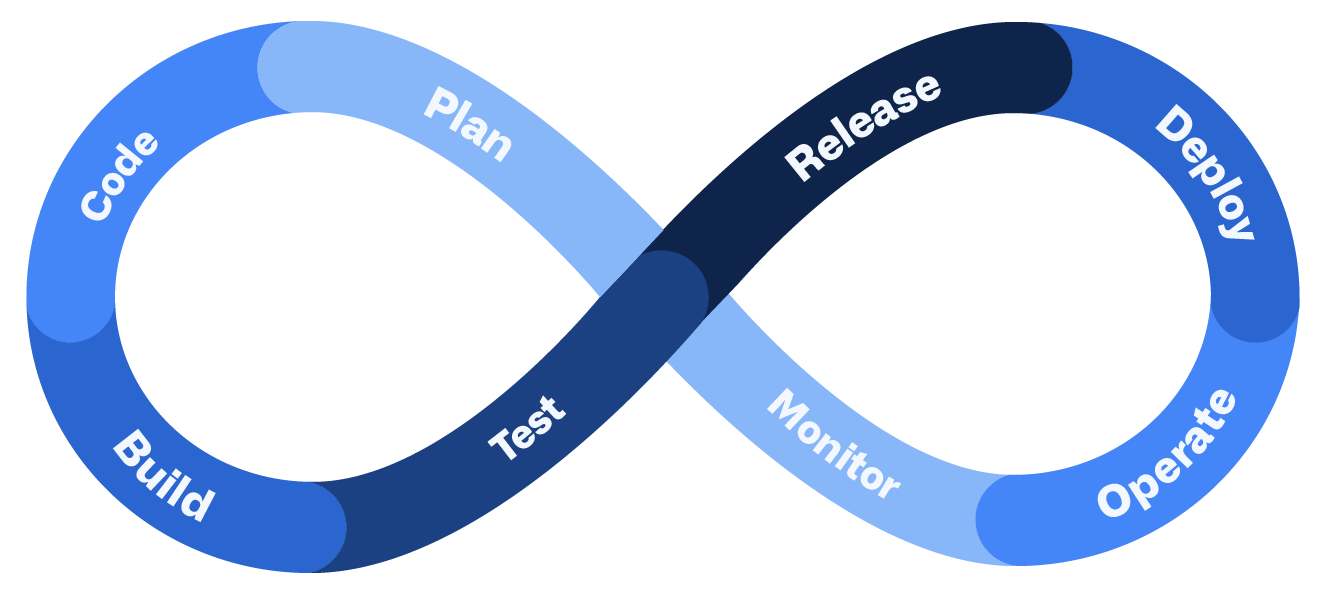 Plan
Code
Build
Test
Release
Deploy
Operate
Monitor